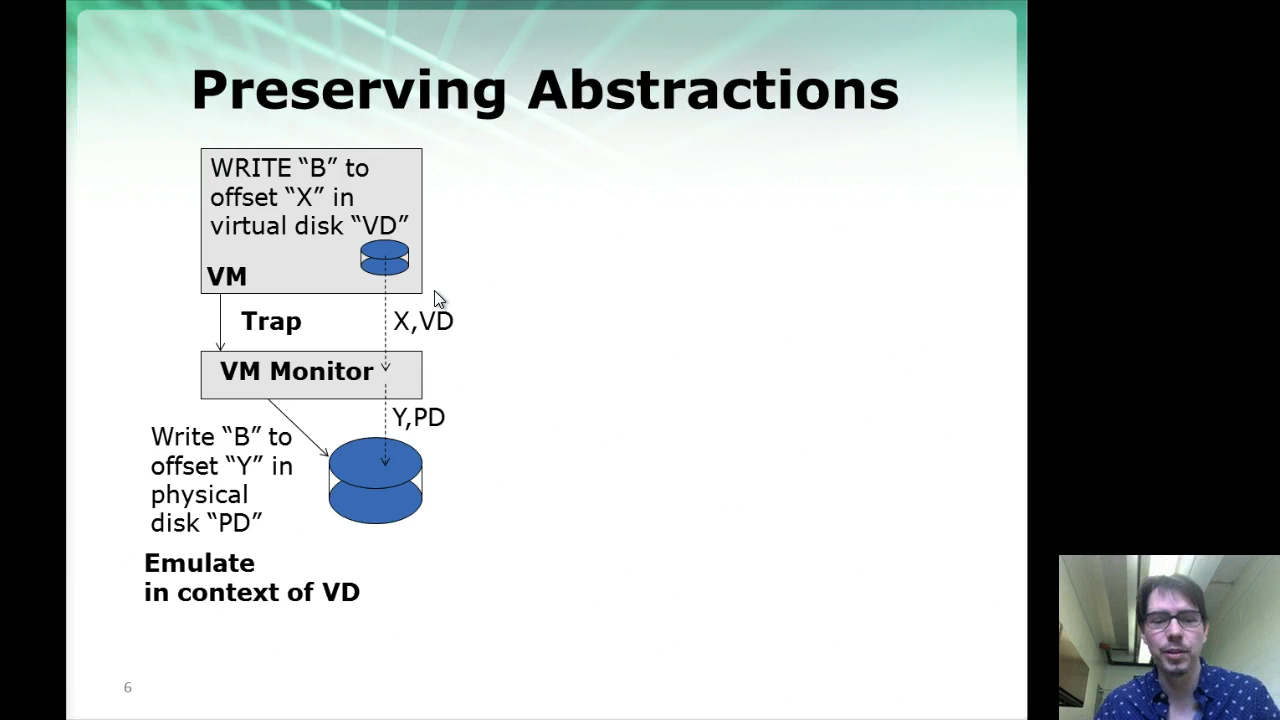 Preserving Abstractions
WRITE “B” to
offset “X” in
virtual disk “VD”
VM
Trap
X,VD
VM Monitor
Y,PD
Write “B” to
offset “Y” in
physical
disk “PD”
Emulate
in context of VD
6